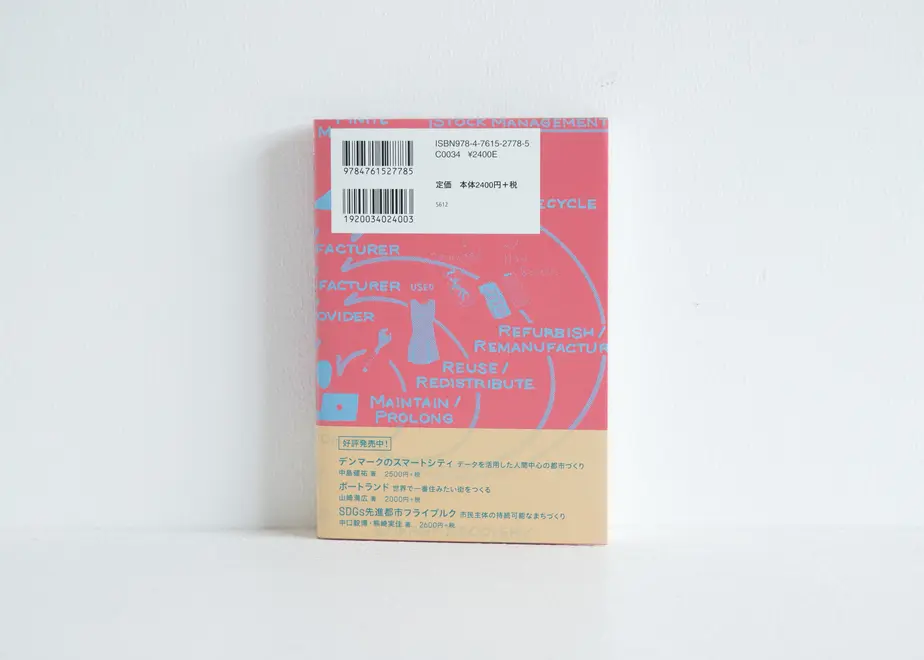 FINITE
STOCK MANAGEMENT
M
ISBN978-4-7615-2778-5
C0034 ¥2400E
9784761527785
定価 本体2400円+税
1920034024003
5612
ECYCLE
FACTURER
FACTURER
USED
OVIDER
REFURBISH /
REMANUFACTUR
REUSE /
REDISTRIBUTE
MAINTAIN /
PROLONG
好評発売中!
デンマークのスマートシティ データを活用した人間中心の都市づくり
中島健祐 著 2500円+税
ポートランド 世界で一番住みたい街をつくる
山崎満広 著 2000円+税
SDGs先進都市フライブルク 市民主体の持続可能なまちづくり
中口毅博・熊崎実佳 著 2600円+税